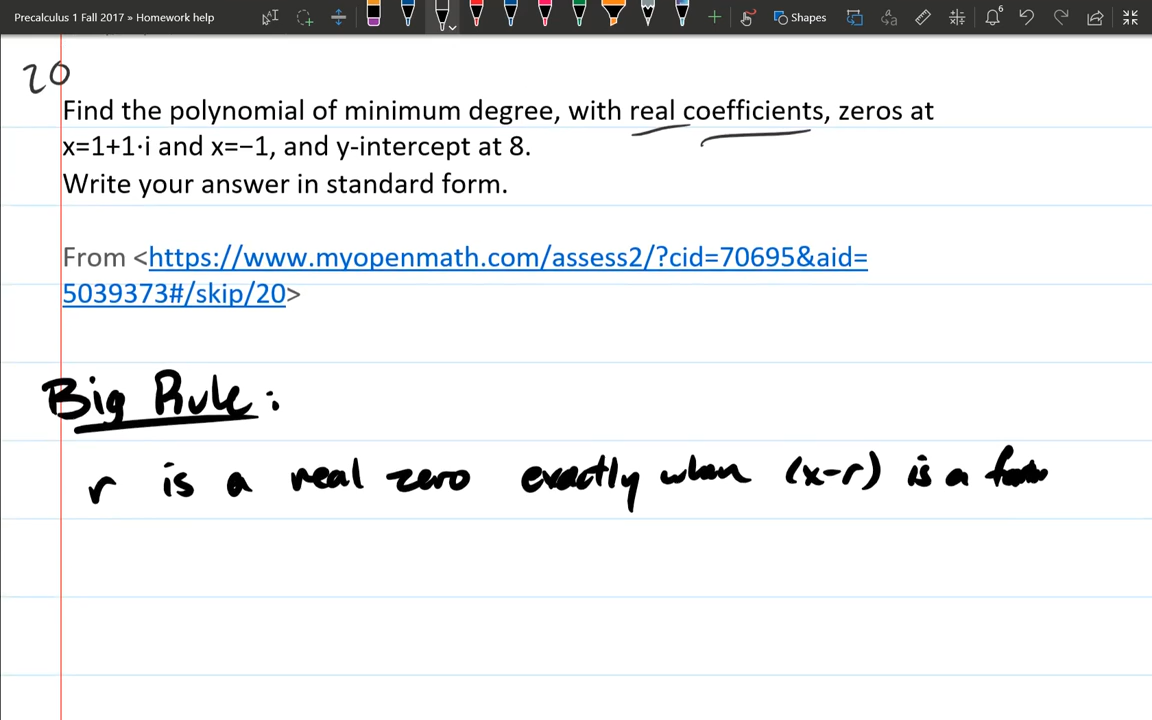 Precalculus 1 Fall 2017 » Homework help
Shapes
6
20
Find the polynomial of minimum degree, with real coefficients, zeros at
x=1+1·i and x=−1, and y-intercept at 8.
Write your answer in standard form.
From <https://www.myopenmath.com/assess2/?cid=70695&aid=
5039373#/skip/20>
Big Rule:
r is a real zero exactly when (x-r) is a factor